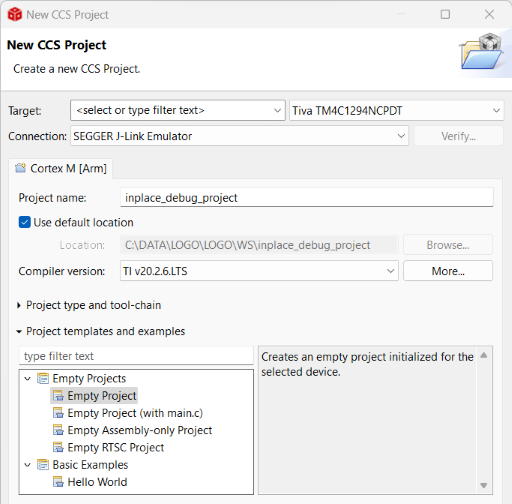 New CCS Project
New CCS Project
Create a new CCS Project.
Target: <select or type filter text> Tiva TM4C1294NCPDT
Connection: SEGGER J-Link Emulator Verify...
Cortex M [Arm]
Project name: inplace_debug_project
Use default location
Location: C:\DATA\LOGO\LOGO\WS\inplace_debug_project Browse...
Compiler version: TI v20.2.6.LTS More...
Project type and tool-chain
Project templates and examples
type filter text
Creates an empty project initialized for the
selected device.
Empty Projects
Empty Project
Empty Project (with main.c)
Empty Assembly-only Project
Empty RTSC Project
Basic Examples
Hello World